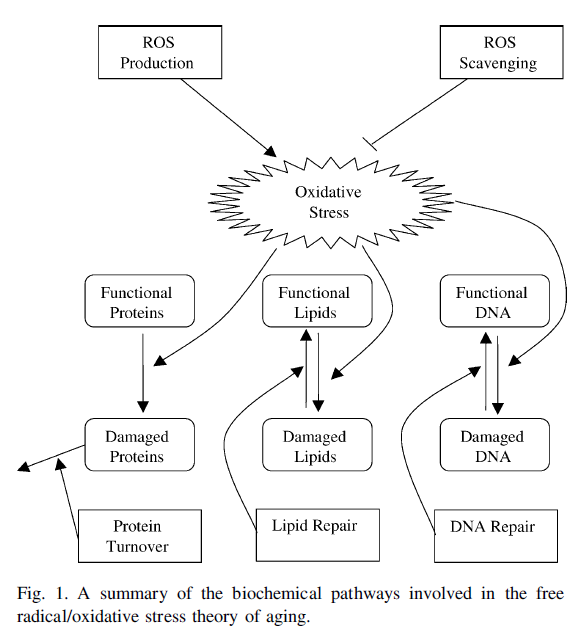 ROS
Production
ROS
Scavenging
Oxidative
Stress
Functional
Proteins
Functional
Lipids
Functional
DNA
Damaged
Proteins
Damaged
Lipids
Damaged
DNA
Protein
Turnover
Lipid Repair
DNA Repair
Fig. 1. A summary of the biochemical pathways involved in the free
radical/oxidative stress theory of aging.